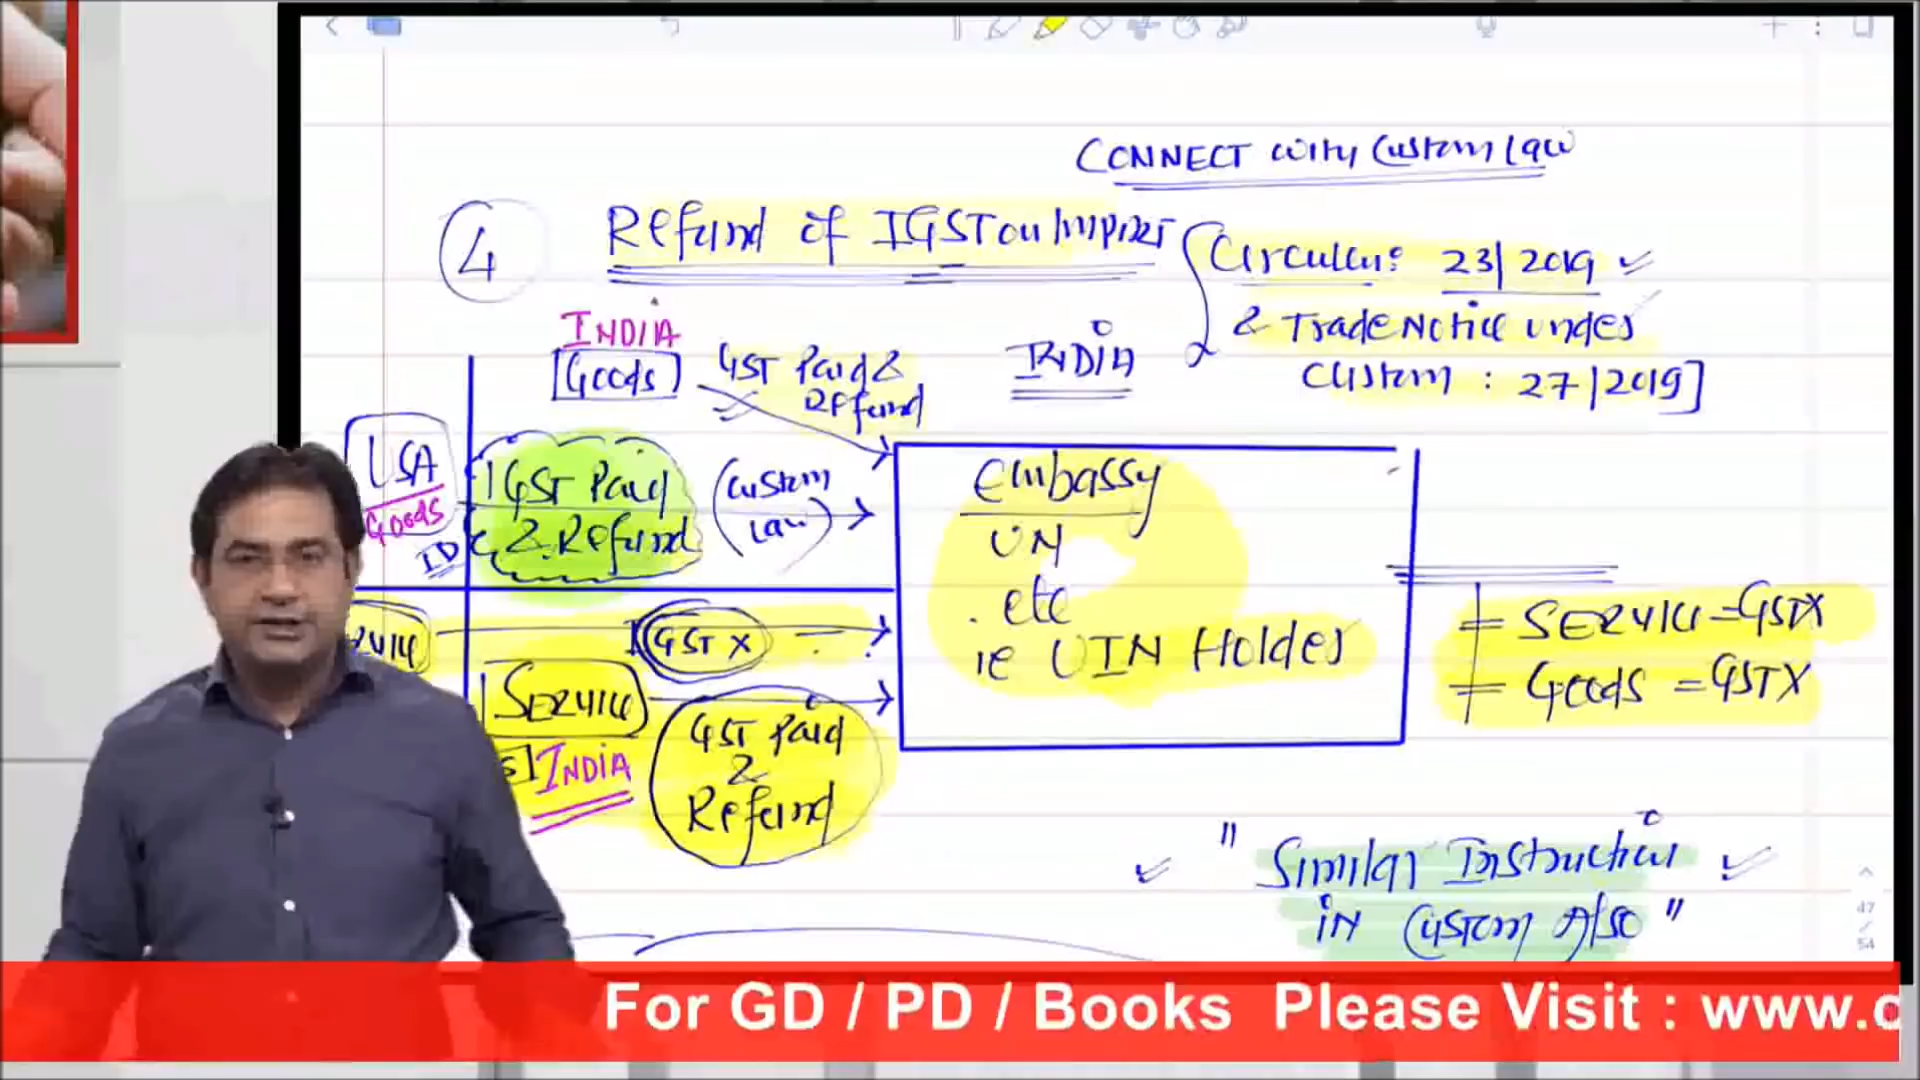 CONNECT with Custom Law
4
Refund of IGST on Import
Circular: 23/2019
& Trade Notice under
Custom : 27/2019]
INDIA
[Goods]
GST Paid &
Refund
INDIA
USA
Goods
IGST Paid
& Refund
Custom
Law
Embassy
UN
etc
ie UIN Holder
GST X
SERVICE
INDIA
GST Paid
&
Refund
SERVICE = GST X
Goods = GST X
" Similar Instruction
in Custom Also "
47
54
For GD / PD / Books Please Visit : www.